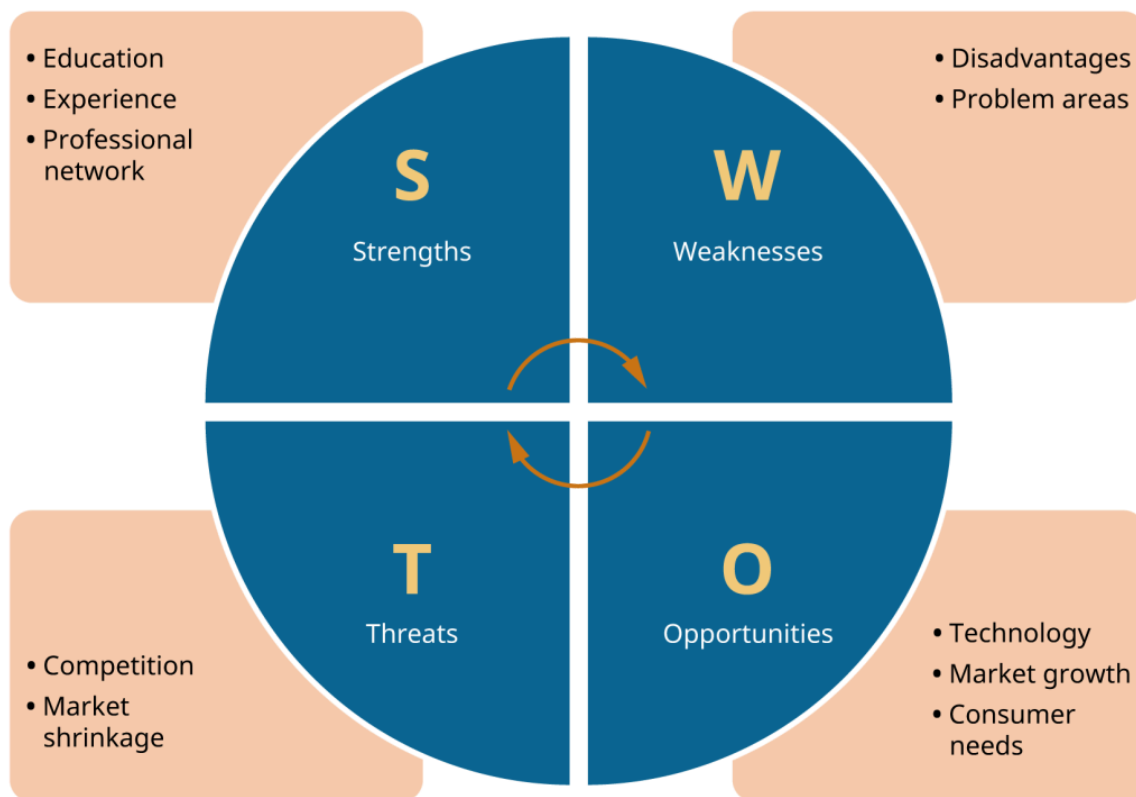 • Education
• Experience
• Professional
network
S
Strengths
W
Weaknesses
• Disadvantages
• Problem areas
• Competition
• Market
shrinkage
T
Threats
O
Opportunities
• Technology
• Market growth
• Consumer
needs